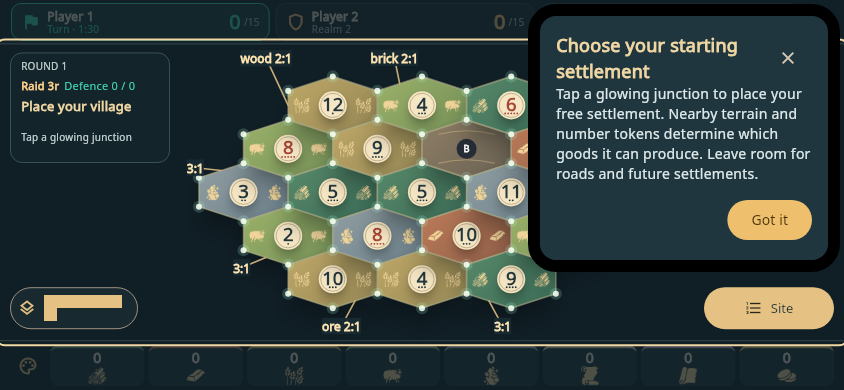 Player 1
Turn · 1:30
0 /15
Player 2
Realm 2
0 /15
ROUND 1
Raid 3r Defence 0 / 0
Place your village
Tap a glowing junction
wood 2:1
brick 2:1
12
4
6
8
9
B
3:1
3
5
5
11
2
8
10
3:1
10
4
9
ore 2:1
3:1
Choose your starting
settlement
Tap a glowing junction to place your
free settlement. Nearby terrain and
number tokens determine which
goods it can produce. Leave room for
roads and future settlements.
Got it
Site
0
0
0
0
0
0
0
0